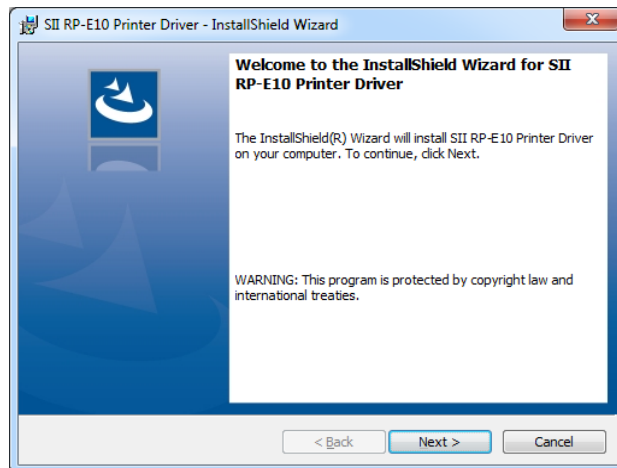 SII RP-E10 Printer Driver - InstallShield Wizard
Welcome to the InstallShield Wizard for SII
RP-E10 Printer Driver
The InstallShield(R) Wizard will install SII RP-E10 Printer Driver
on your computer. To continue, click Next.
WARNING: This program is protected by copyright law and
international treaties.
< Back
Next >
Cancel